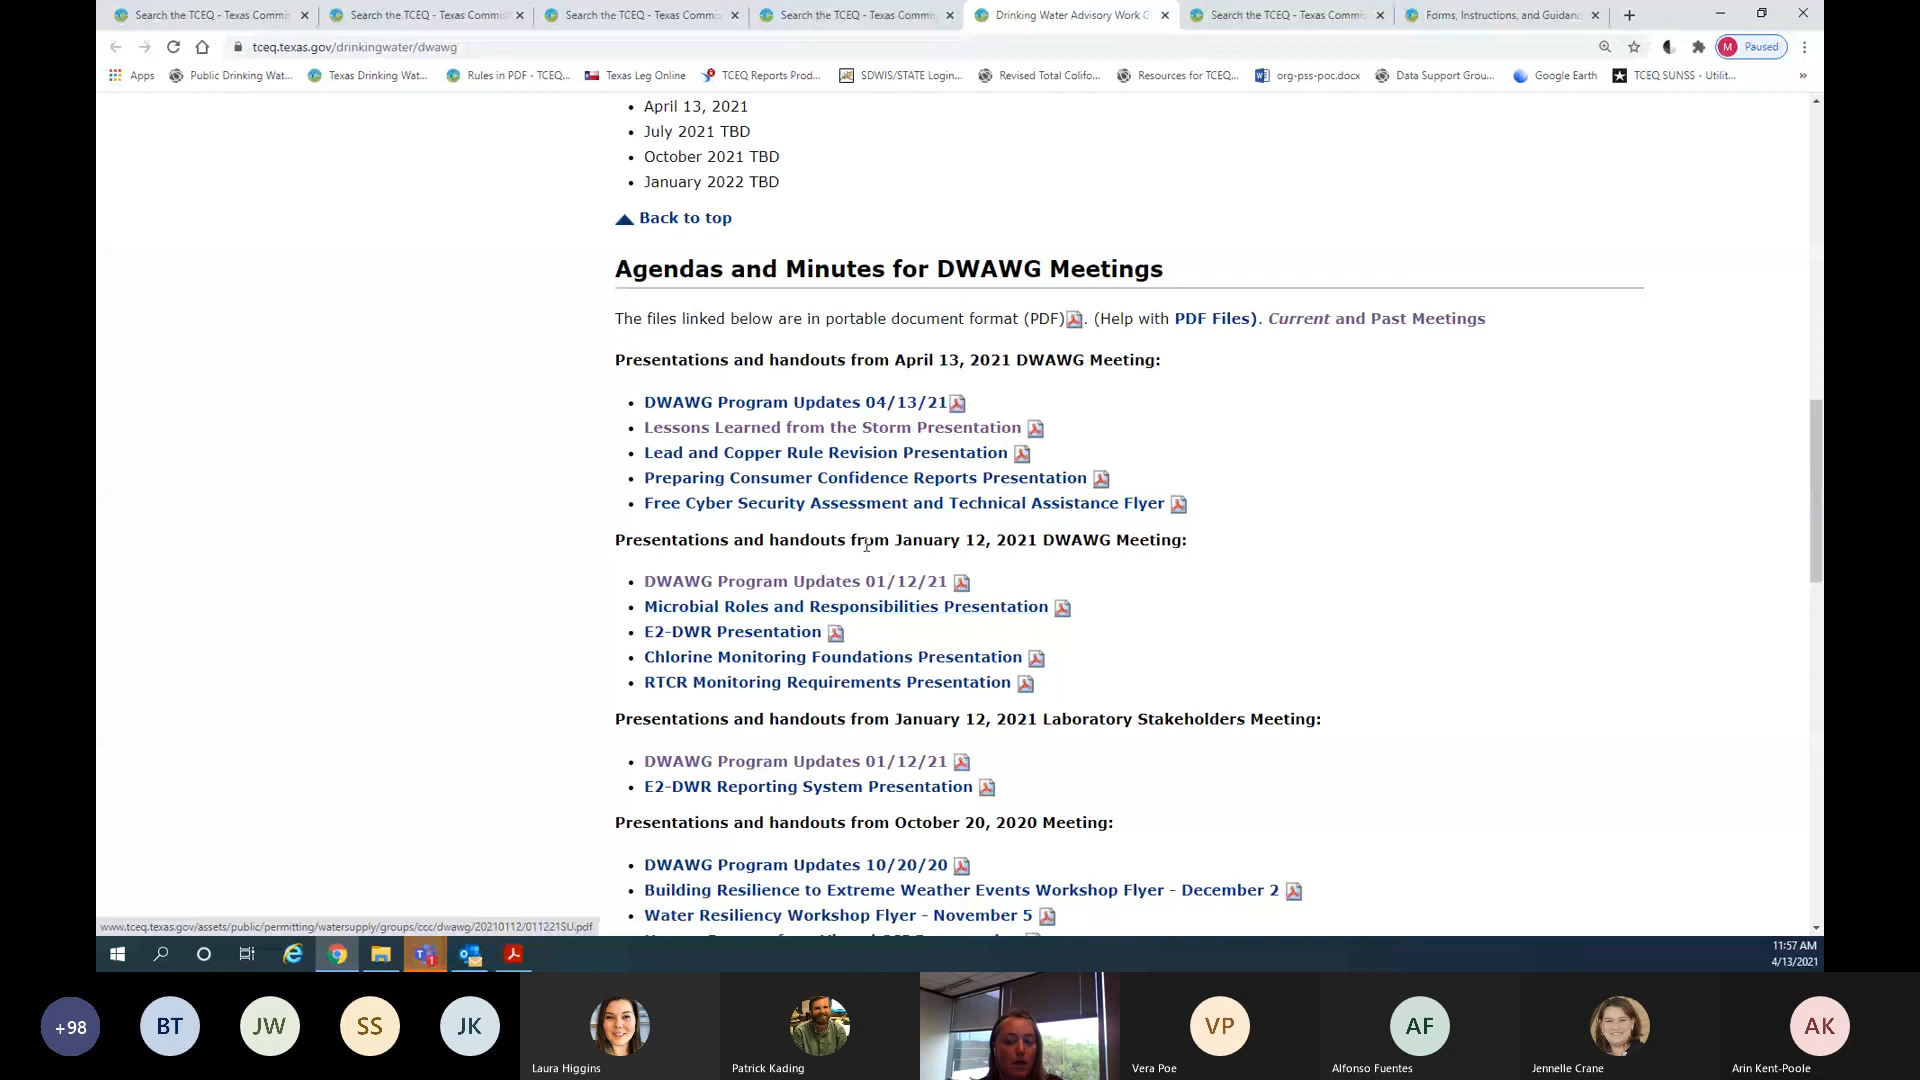 Search the TCEQ - Texas Commis
Search the TCEQ - Texas Commis
Search the TCEQ - Texas Commis
Search the TCEQ - Texas Commis
Drinking Water Advisory Work G
Search the TCEQ - Texas Commis
Forms, Instructions, and Guidanc
tceq.texas.gov/drinkingwater/dwawg
M Paused
Apps Public Drinking Wat... Texas Drinking Wat... Rules in PDF - TCEQ... Texas Leg Online TCEQ Reports Prod... SDWIS/STATE Login... Revised Total Colifo... Resources for TCEQ... org-pss-poc.docx Data Support Grou... Google Earth TCEQ SUNSS - Utilit... »
• April 13, 2021
• July 2021 TBD
• October 2021 TBD
• January 2022 TBD
Back to top
Agendas and Minutes for DWAWG Meetings
The files linked below are in portable document format (PDF). (Help with PDF Files). Current and Past Meetings
Presentations and handouts from April 13, 2021 DWAWG Meeting:
• DWAWG Program Updates 04/13/21
• Lessons Learned from the Storm Presentation
• Lead and Copper Rule Revision Presentation
• Preparing Consumer Confidence Reports Presentation
• Free Cyber Security Assessment and Technical Assistance Flyer
Presentations and handouts from January 12, 2021 DWAWG Meeting:
• DWAWG Program Updates 01/12/21
• Microbial Roles and Responsibilities Presentation
• E2-DWR Presentation
• Chlorine Monitoring Foundations Presentation
• RTCR Monitoring Requirements Presentation
Presentations and handouts from January 12, 2021 Laboratory Stakeholders Meeting:
• DWAWG Program Updates 01/12/21
• E2-DWR Reporting System Presentation
Presentations and handouts from October 20, 2020 Meeting:
• DWAWG Program Updates 10/20/20
• Building Resilience to Extreme Weather Events Workshop Flyer - December 2
• Water Resiliency Workshop Flyer - November 5
www.tceq.texas.gov/assets/public/permitting/watersupply/groups/ccc/dwawg/20210112/011221SU.pdf
11:57 AM
4/13/2021
+98 BT JW SS JK VP AF AK
Laura Higgins Patrick Kading Vera Poe Alfonso Fuentes Jennelle Crane Arin Kent-Poole